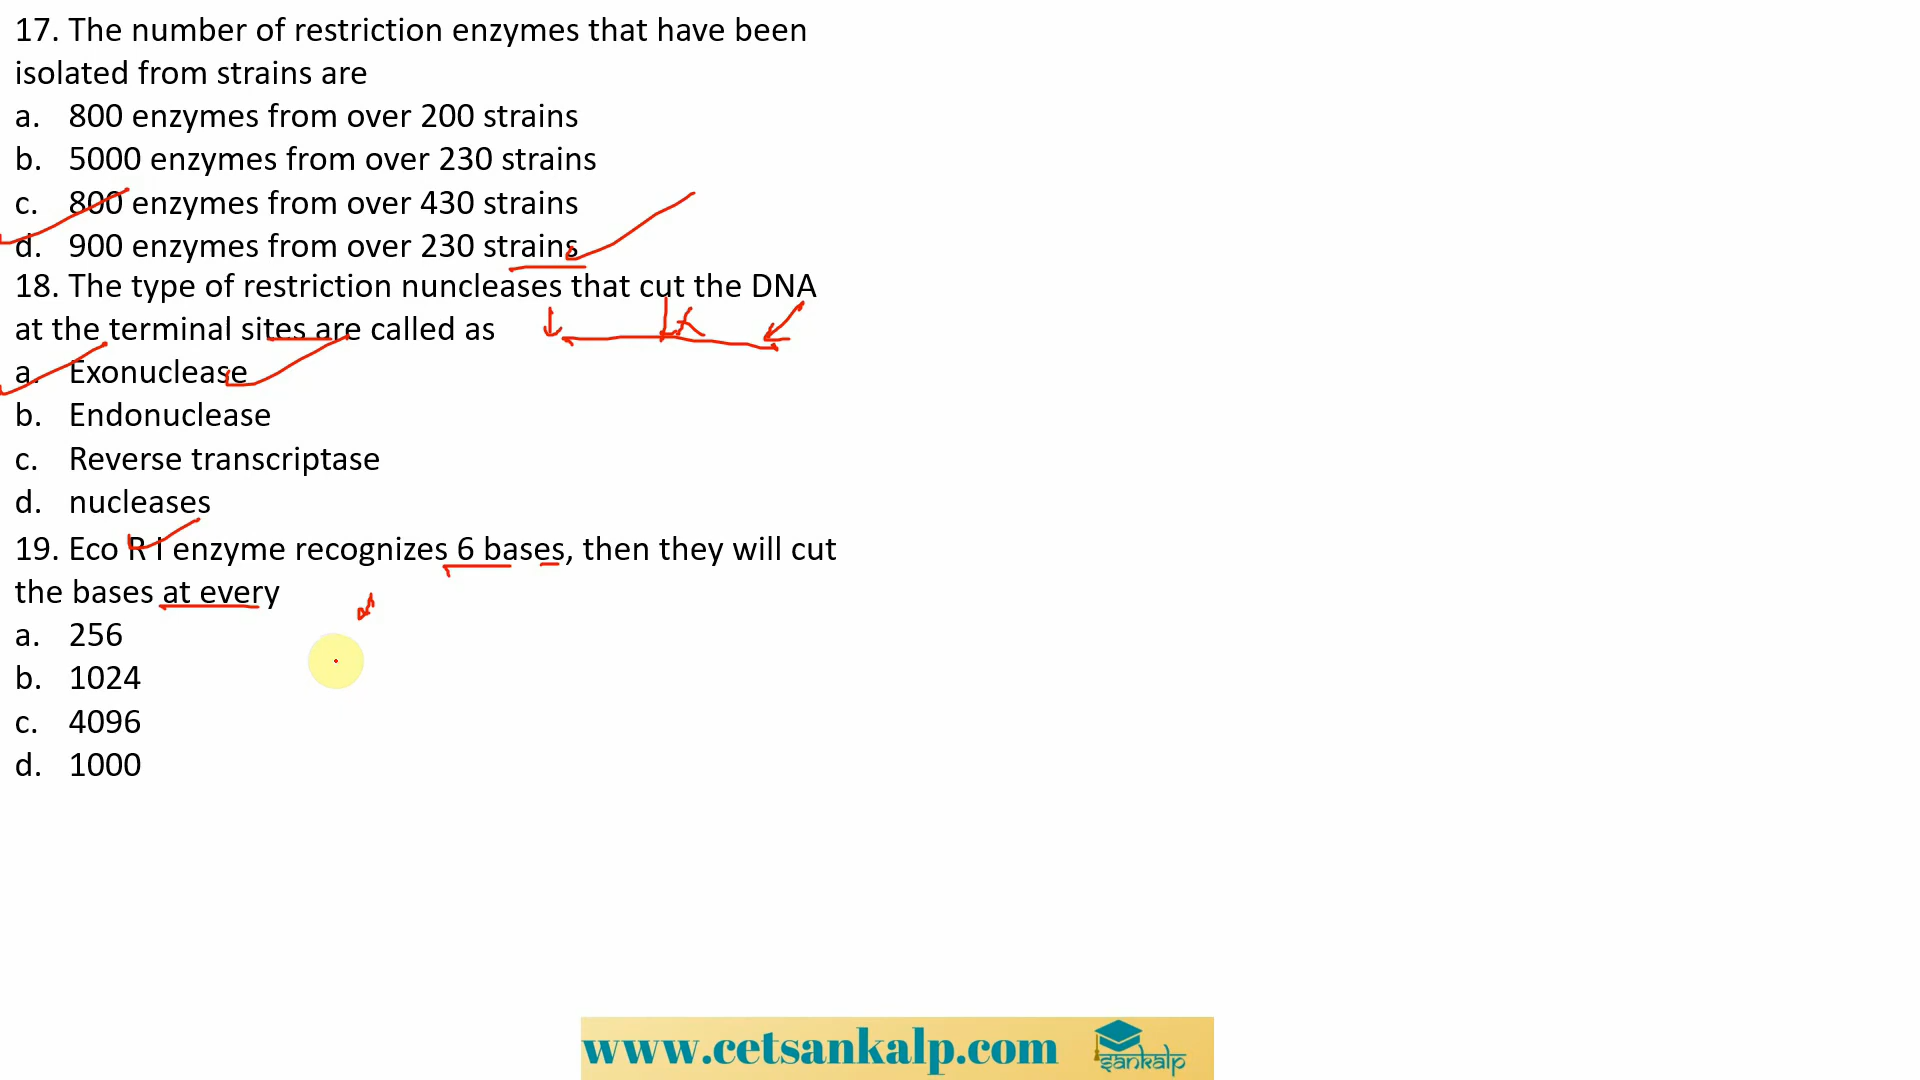 17. The number of restriction enzymes that have been
isolated from strains are
a. 800 enzymes from over 200 strains
b. 5000 enzymes from over 230 strains
c. 800 enzymes from over 430 strains
d. 900 enzymes from over 230 strains
18. The type of restriction nuncleases that cut the DNA
at the terminal sites are called as
a. Exonuclease
b. Endonuclease
c. Reverse transcriptase
d. nucleases
19. Eco R I enzyme recognizes 6 bases, then they will cut
the bases at every
a. 256
b. 1024
c. 4096
d. 1000
www.cetsankalp.com
sankalp